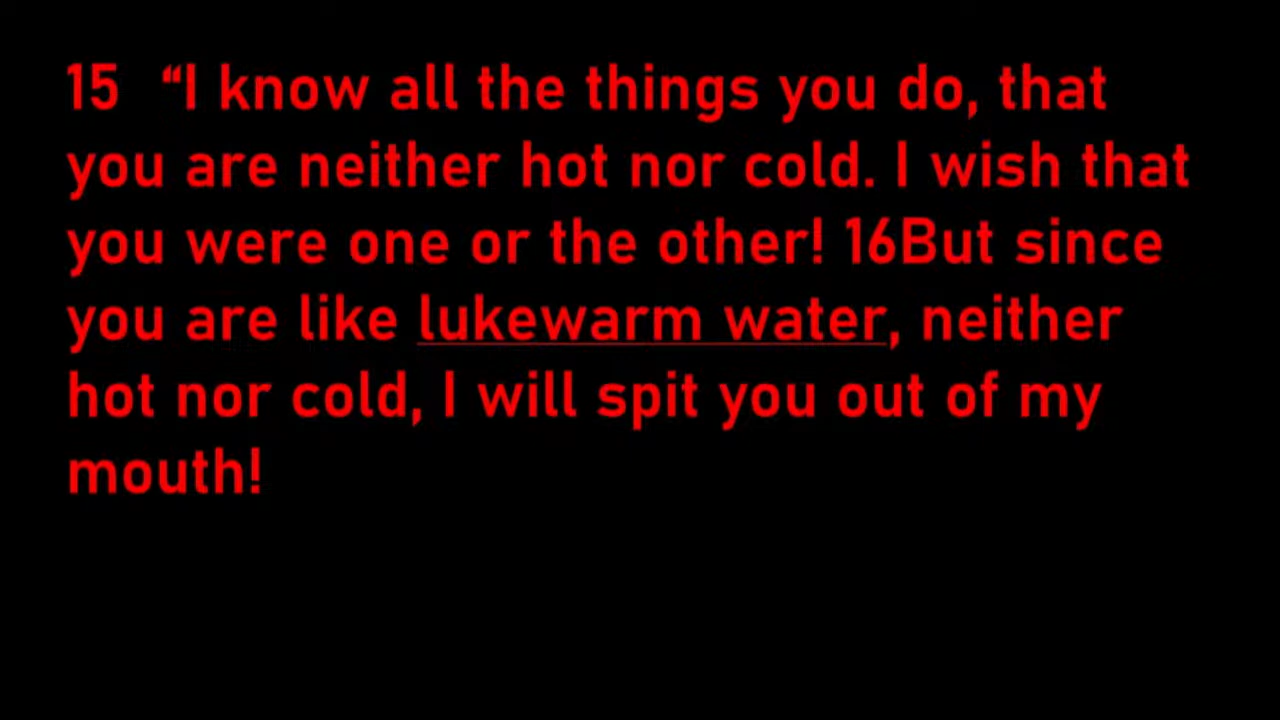 15 “I know all the things you do, that
you are neither hot nor cold. I wish that
you were one or the other! 16But since
you are like lukewarm water, neither
hot nor cold, I will spit you out of my
mouth!